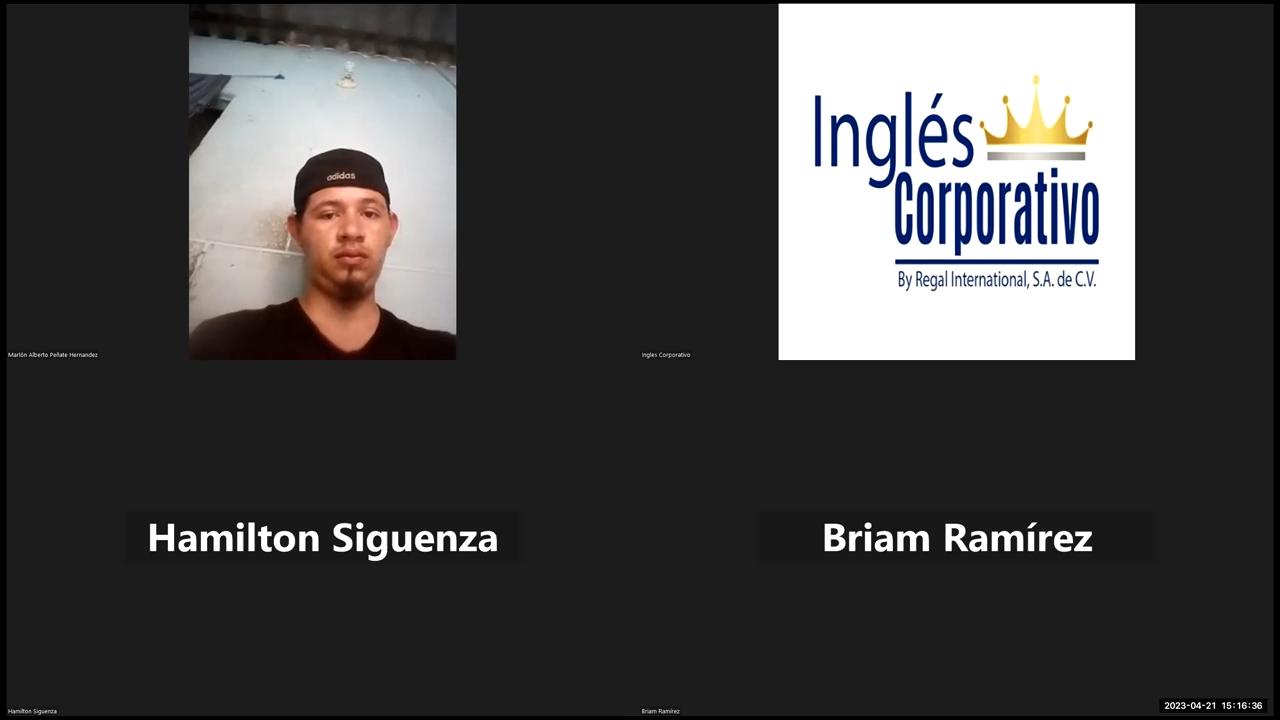 adidas
Inglés
Corporativo
By Regal International, S.A. de C.V.
Marlón Alberto Peñate Hernandez
Ingles Corporativo
Hamilton Siguenza
Briam Ramírez
Hamilton Siguenza
Briam Ramírez
2023-04-21 15:16:36